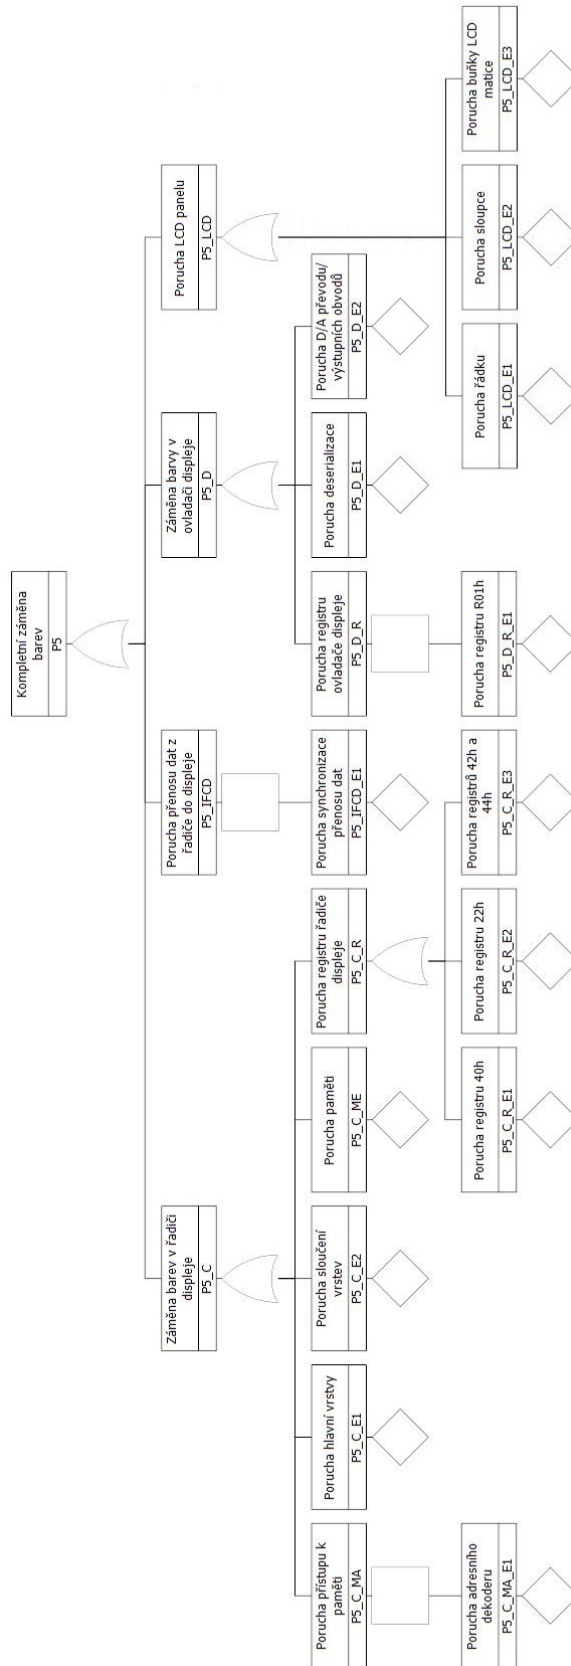 Kompletní záměna
barev
P5
Záměna barev v řadiči
displeje
P5_C
Porucha přenosu dat z
řadiče do displeje
P5_IFCD
Záměna barvy v
ovladači displeje
P5_D
Porucha LCD panelu
P5_LCD
Porucha přístupu k
paměti
P5_C_MA
Porucha hlavní vrstvy
P5_C_E1
Porucha sloučení
vrstev
P5_C_E2
Porucha paměti
P5_C_ME
Porucha registru řadiče
displeje
P5_C_R
Porucha synchronizace
přenosu dat
P5_IFCD_E1
Porucha registru
ovladače displeje
P5_D_R
Porucha deserializace
P5_D_E1
Porucha D/A převodu/
výstupních obvodů
P5_D_E2
Porucha adresního
dekoderu
P5_C_MA_E1
Porucha registru 40h
P5_C_R_E1
Porucha registru 22h
P5_C_R_E2
Porucha registrů 42h a
44h
P5_C_R_E3
Porucha registru R01h
P5_D_R_E1
Porucha řádku
P5_LCD_E1
Porucha sloupce
P5_LCD_E2
Porucha buňky LCD
matice
P5_LCD_E3